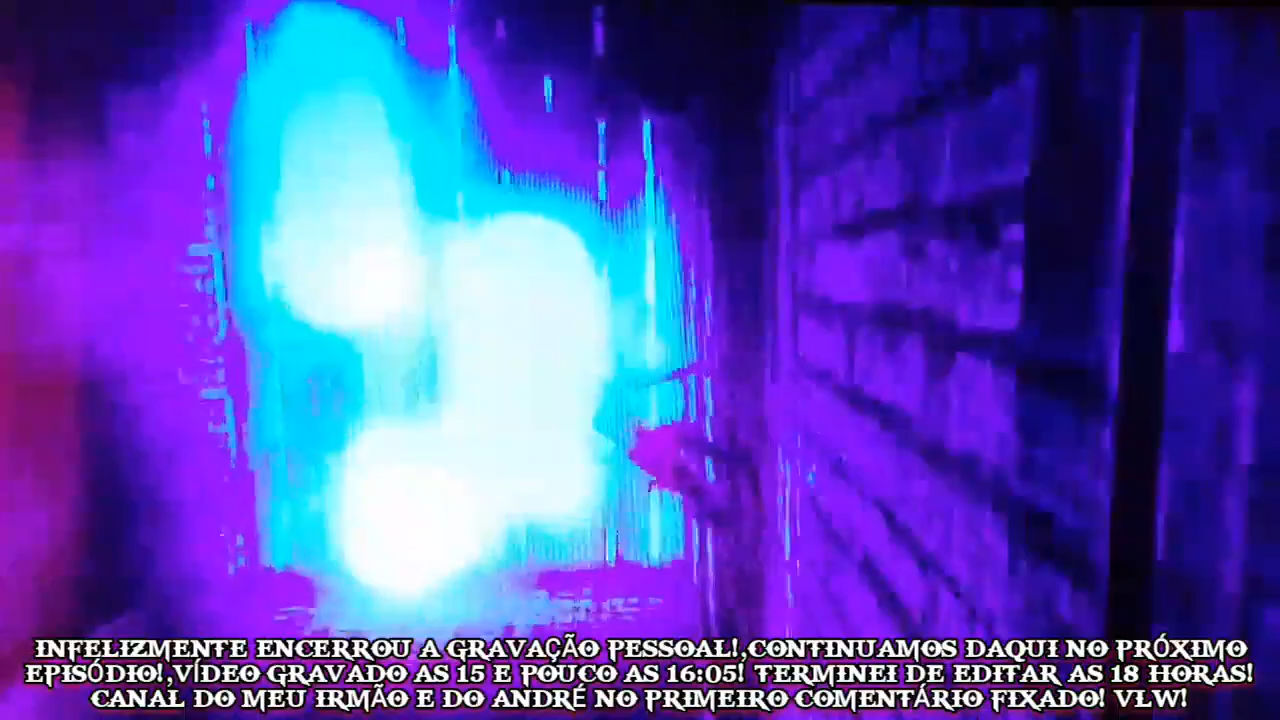 INFELIZMENTE ENCERROU A GRAVAÇÃO PESSOAL!,CONTINUAMOS DAQUI NO PRÓXIMO
EPISÓDIO!,VÍDEO GRAVADO AS 15 E POUCO AS 16:05! TERMINEI DE EDITAR AS 18 HORAS!
CANAL DO MEU IRMÃO E DO ANDRÉ NO PRIMEIRO COMENTÁRIO FIXADO! VLW!